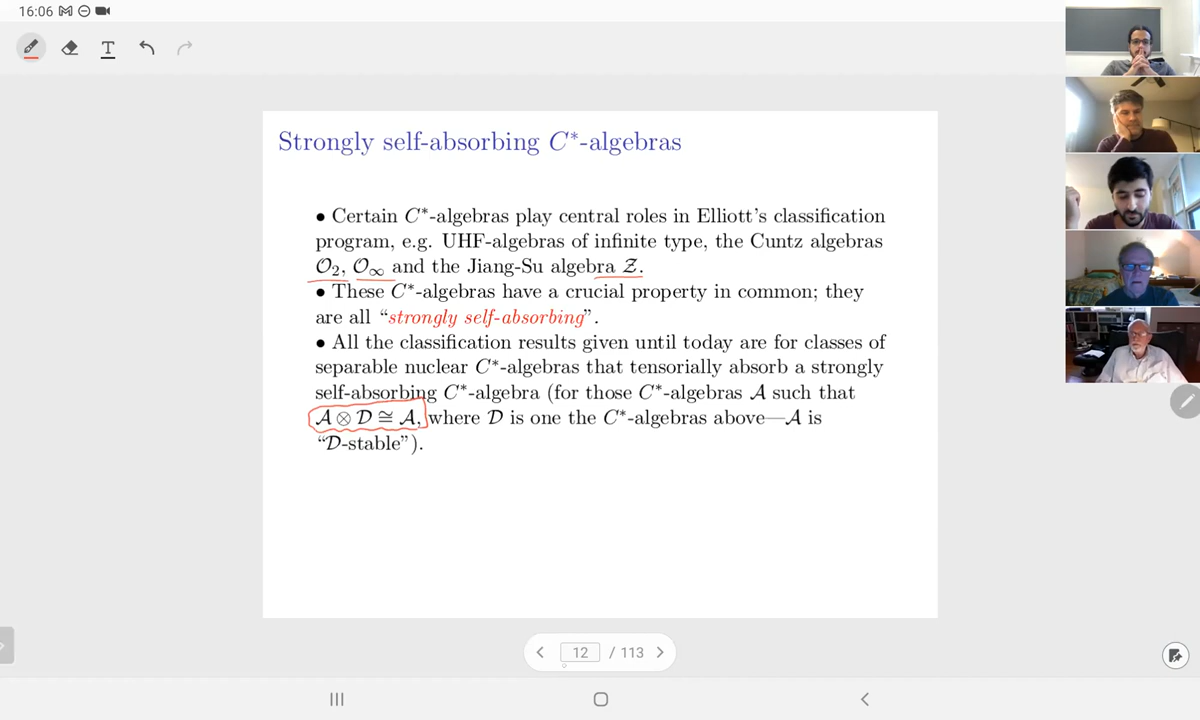 16:06
T
Strongly self-absorbing C*-algebras
• Certain C*-algebras play central roles in Elliott's classification
program, e.g. UHF-algebras of infinite type, the Cuntz algebras
𝒪₂, 𝒪∞ and the Jiang-Su algebra 𝒵.
• These C*-algebras have a crucial property in common; they
are all “strongly self-absorbing”.
• All the classification results given until today are for classes of
separable nuclear C*-algebras that tensorially absorb a strongly
self-absorbing C*-algebra (for those C*-algebras 𝒜 such that
𝒜 ⊗ 𝒟 ≅ 𝒜, where 𝒟 is one the C*-algebras above—𝒜 is
“𝒟-stable”).
12 / 113